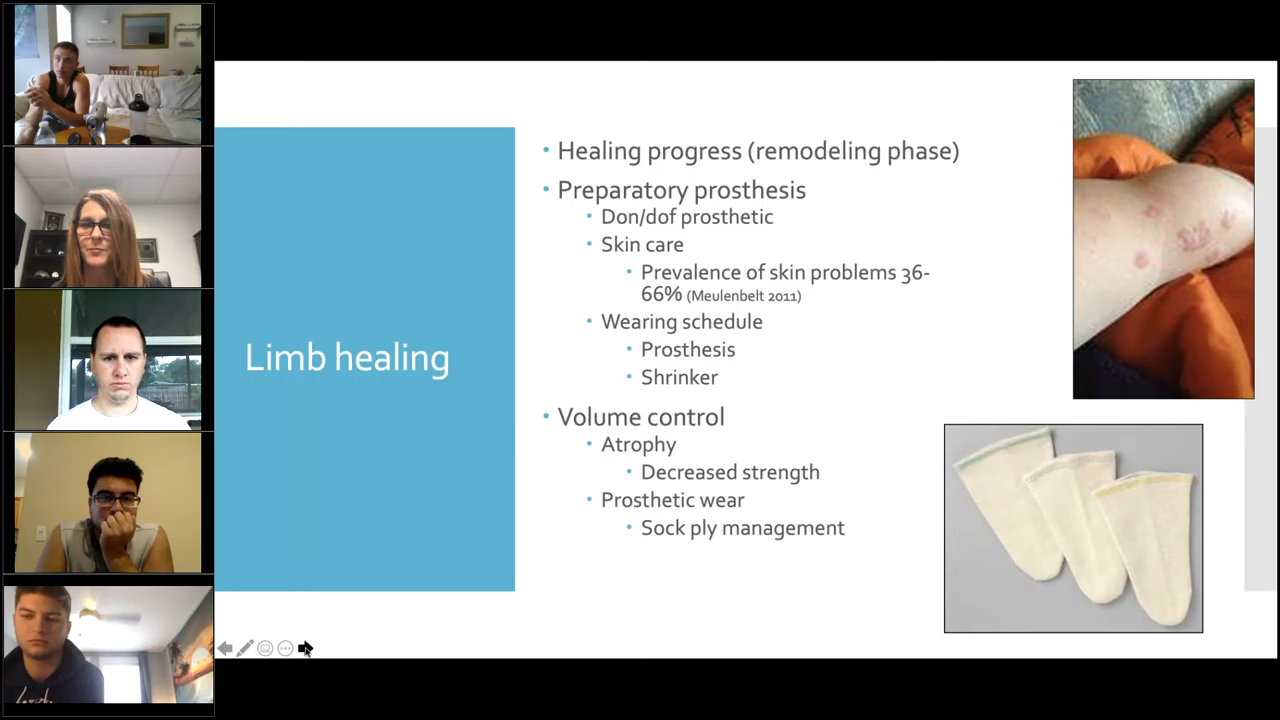 Limb healing
Healing progress (remodeling phase)
Preparatory prosthesis
Don/dof prosthetic
Skin care
Prevalence of skin problems 36-
66% (Meulenbelt 2011)
Wearing schedule
Prosthesis
Shrinker
Volume control
Atrophy
Decreased strength
Prosthetic wear
Sock ply management